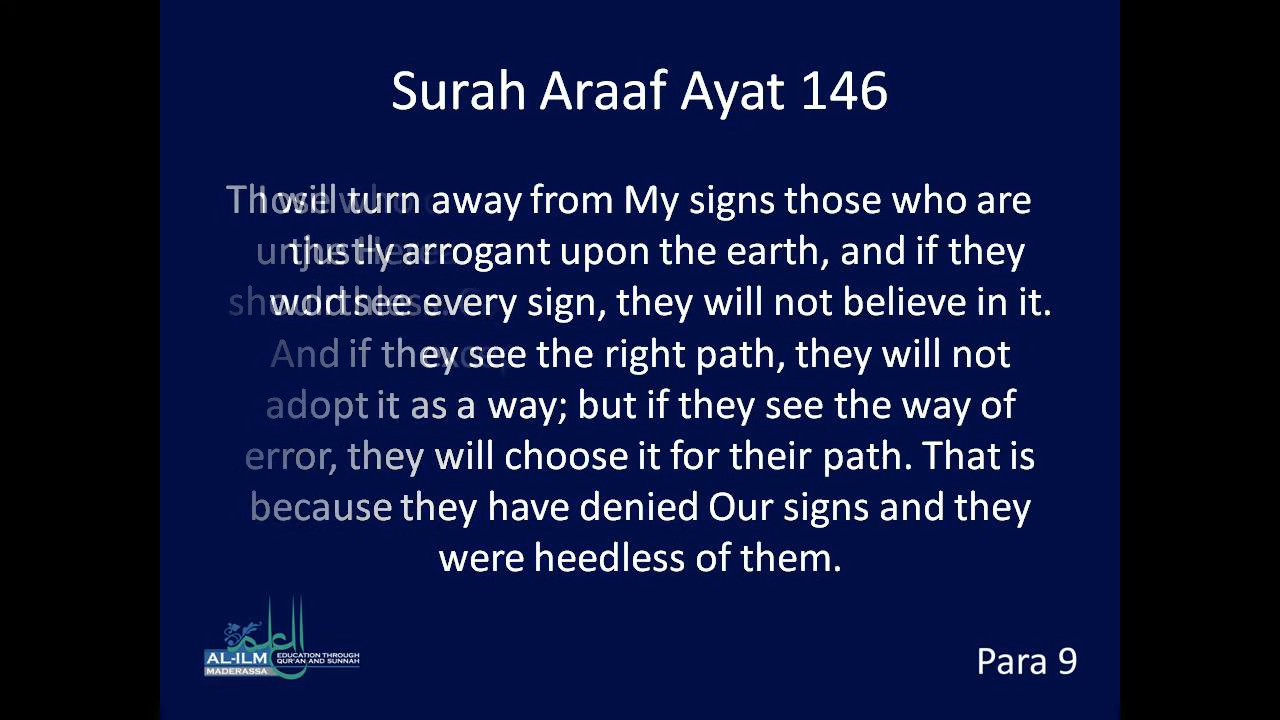 Surah Araaf Ayat 146
I will turn away from My signs those who are
arrogant upon the earth, and if they
see every sign, they will not believe in it.
And if they see the right path, they will not
adopt it as a way; but if they see the way of
error, they will choose it for their path. That is
because they have denied Our signs and they
were heedless of them.
العلم
AL-ILM
MADERASSA
EDUCATION THROUGH
QUR'AN AND SUNNAH
Para 9